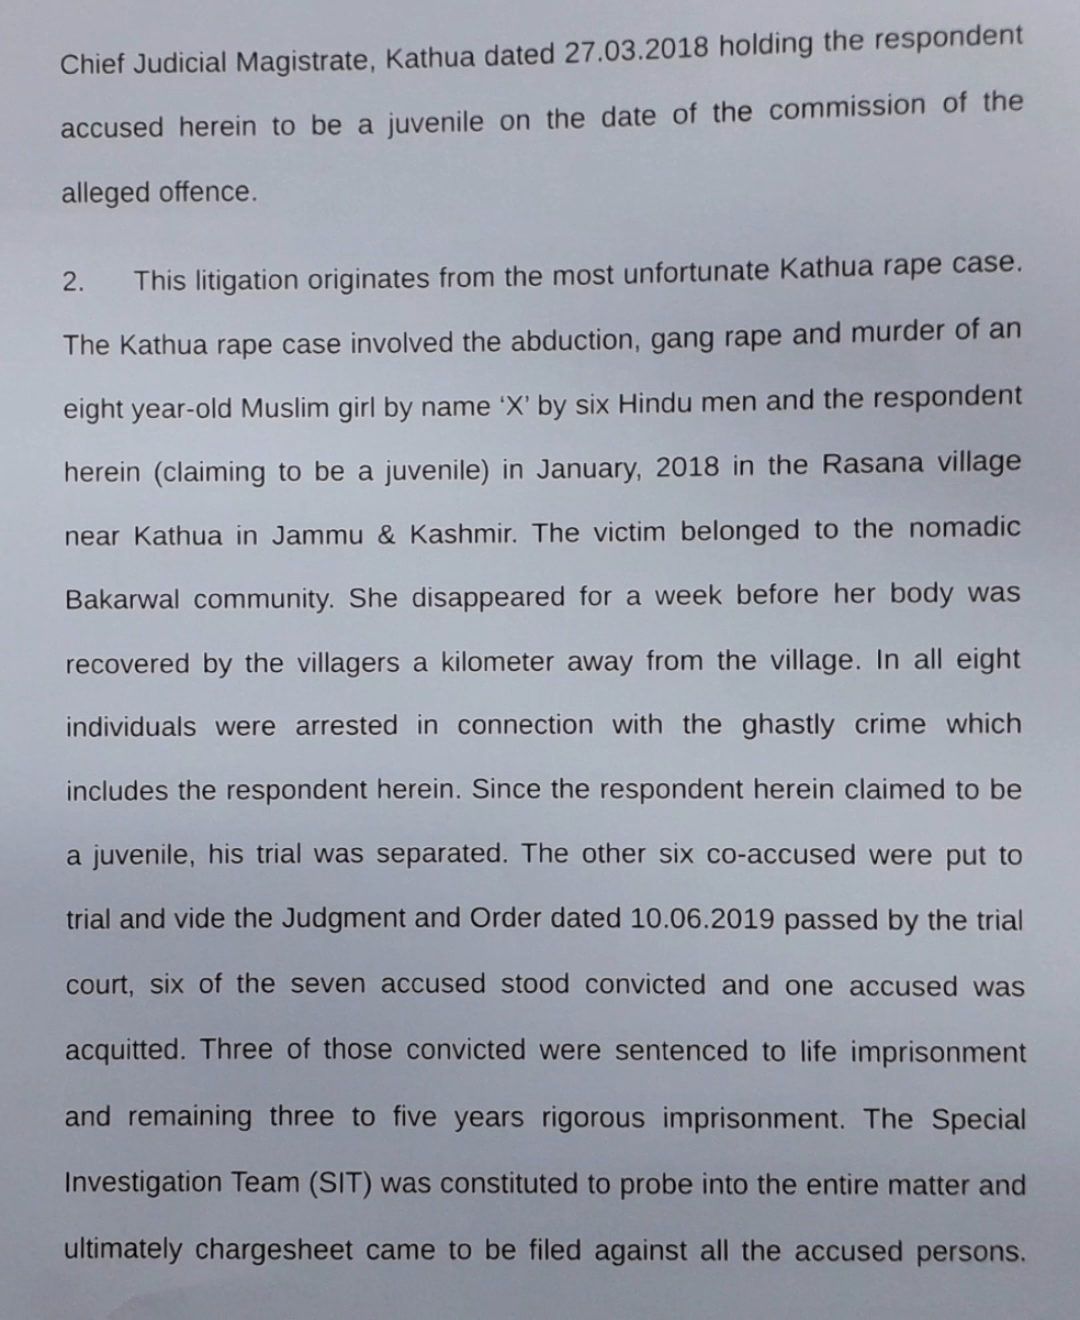 Chief Judicial Magistrate, Kathua dated 27.03.2018 holding the respondent
accused herein to be a juvenile on the date of the commission of the
alleged offence.
2. This litigation originates from the most unfortunate Kathua rape case.
The Kathua rape case involved the abduction, gang rape and murder of an
eight year-old Muslim girl by name ‘X’ by six Hindu men and the respondent
herein (claiming to be a juvenile) in January, 2018 in the Rasana village
near Kathua in Jammu & Kashmir. The victim belonged to the nomadic
Bakarwal community. She disappeared for a week before her body was
recovered by the villagers a kilometer away from the village. In all eight
individuals were arrested in connection with the ghastly crime which
includes the respondent herein. Since the respondent herein claimed to be
a juvenile, his trial was separated. The other six co-accused were put to
trial and vide the Judgment and Order dated 10.06.2019 passed by the trial
court, six of the seven accused stood convicted and one accused was
acquitted. Three of those convicted were sentenced to life imprisonment
and remaining three to five years rigorous imprisonment. The Special
Investigation Team (SIT) was constituted to probe into the entire matter and
ultimately chargesheet came to be filed against all the accused persons.